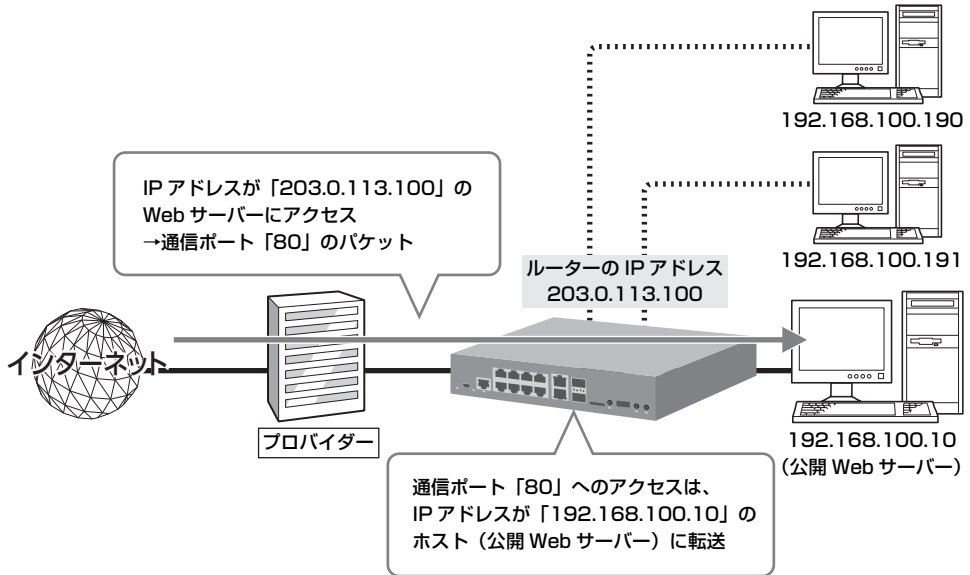 192.168.100.190
IP アドレスが「203.0.113.100」の
Web サーバーにアクセス
→通信ポート「80」のパケット
192.168.100.191
ルーターの IP アドレス
203.0.113.100
インターネット
プロバイダー
192.168.100.10
（公開 Web サーバー）
通信ポート「80」へのアクセスは、
IP アドレスが「192.168.100.10」の
ホスト（公開 Web サーバー）に転送